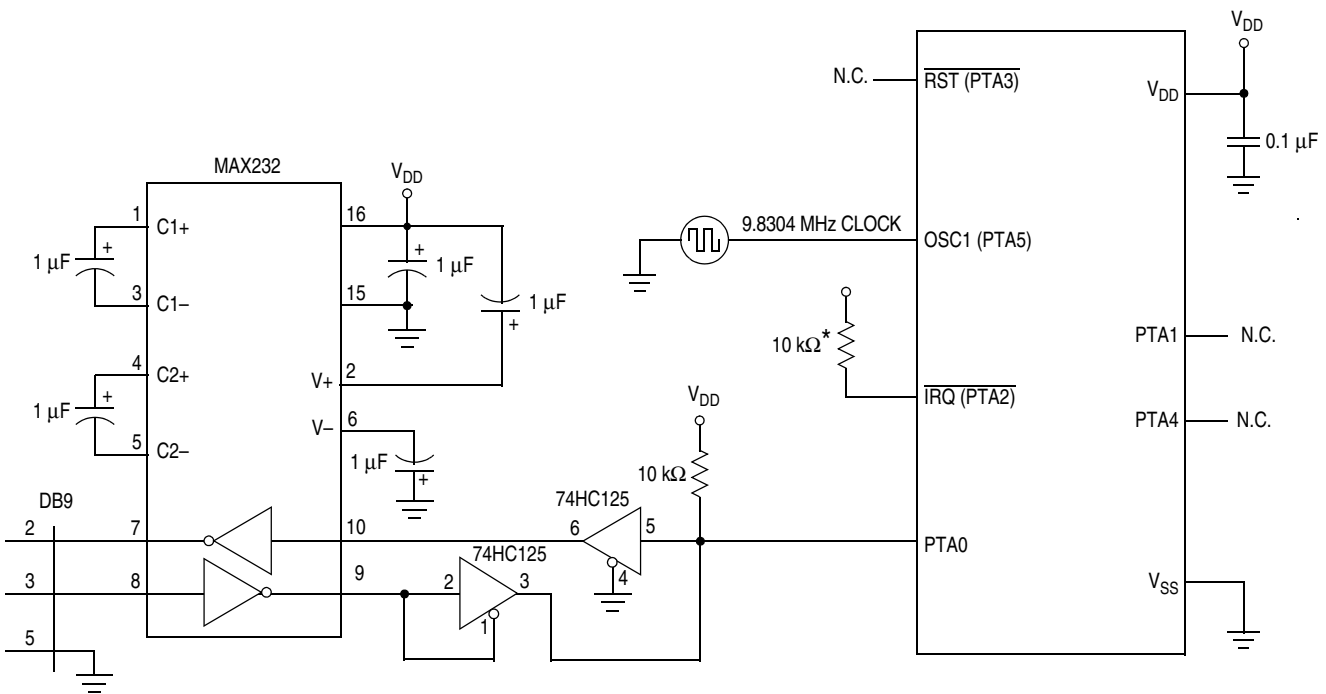 MAX232
1
C1+
1 µF
+
3
C1–
4
C2+
1 µF
+
5
C2–
16
V_DD
+
1 µF
15
1 µF
+
V+
2
V–
6
1 µF
+
DB9
2
7
10
3
8
9
5
74HC125
6
5
4
74HC125
2
3
1
V_DD
10 kΩ
N.C.
RST (PTA3)
9.8304 MHz CLOCK
OSC1 (PTA5)
10 kΩ*
IRQ (PTA2)
PTA0
V_DD
V_DD
0.1 µF
PTA1
N.C.
PTA4
N.C.
V_SS